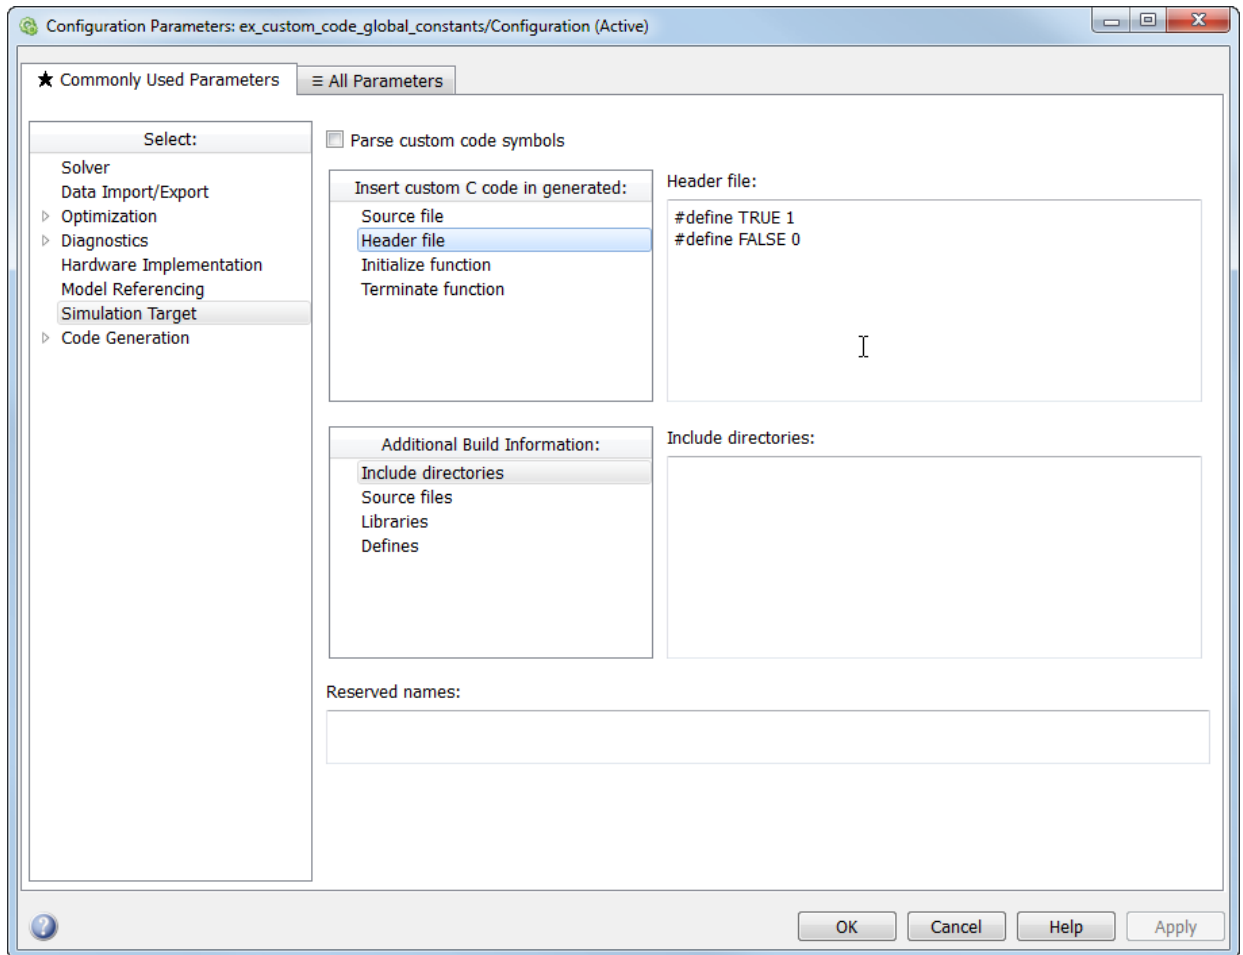 Configuration Parameters: ex_custom_code_global_constants/Configuration (Active)
★ Commonly Used Parameters
≡ All Parameters
Select:
Solver
Data Import/Export
Optimization
Diagnostics
Hardware Implementation
Model Referencing
Simulation Target
Code Generation
Parse custom code symbols
Insert custom C code in generated:
Source file
Header file
Initialize function
Terminate function
Header file:
#define TRUE 1
#define FALSE 0
Additional Build Information:
Include directories
Source files
Libraries
Defines
Include directories:
Reserved names:
OK
Cancel
Help
Apply